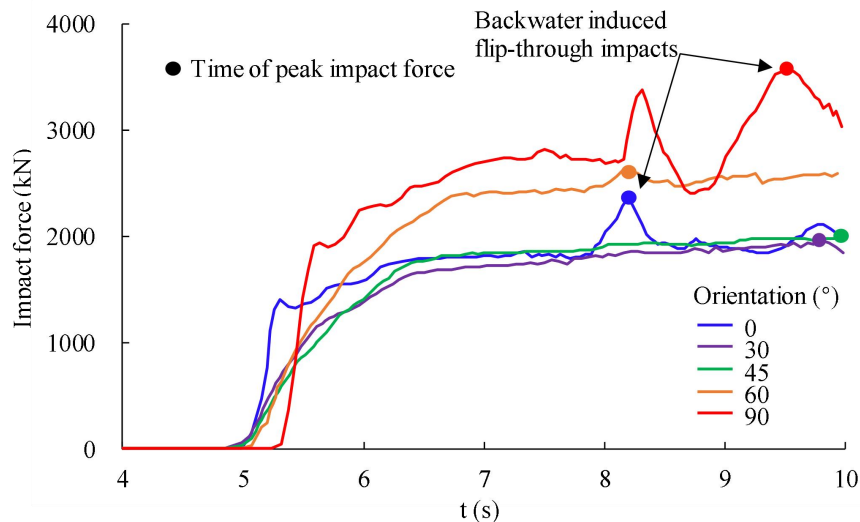 Backwater induced
flip-through impacts
Time of peak impact force
Impact force (kN)
4000
3000
2000
1000
0
Orientation (°)
0
30
45
60
90
4 5 6 7 8 9 10
t (s)